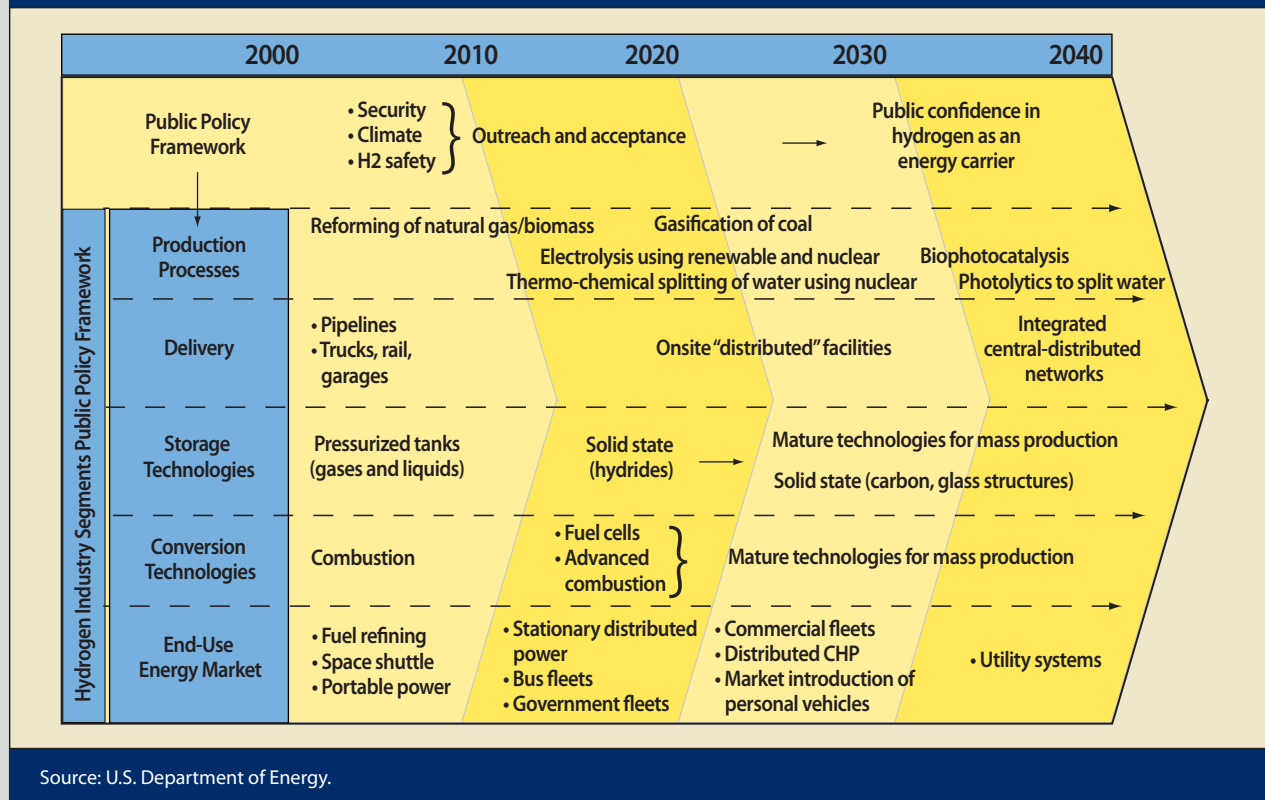 2000 2010 2020 2030 2040
Public Policy
Framework
• Security
• Climate
• H2 safety
Outreach and acceptance
Public confidence in
hydrogen as an
energy carrier
Hydrogen Industry Segments Public Policy Framework
Production
Processes
Reforming of natural gas/biomass
Gasification of coal
Electrolysis using renewable and nuclear
Thermo-chemical splitting of water using nuclear
Biophotocatalysis
Photolytics to split water
Delivery
• Pipelines
• Trucks, rail,
garages
Onsite “distributed” facilities
Integrated
central-distributed
networks
Storage
Technologies
Pressurized tanks
(gases and liquids)
Solid state
(hydrides)
Mature technologies for mass production
Solid state (carbon, glass structures)
Conversion
Technologies
Combustion
• Fuel cells
• Advanced
combustion
Mature technologies for mass production
End-Use
Energy Market
• Fuel refining
• Space shuttle
• Portable power
• Stationary distributed
power
• Bus fleets
• Government fleets
• Commercial fleets
• Distributed CHP
• Market introduction of
personal vehicles
• Utility systems
Source: U.S. Department of Energy.